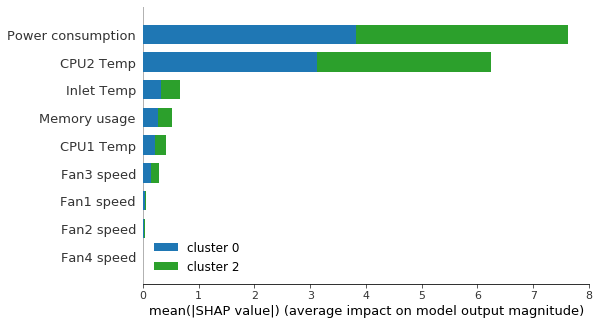 Power consumption
CPU2 Temp
Inlet Temp
Memory usage
CPU1 Temp
Fan3 speed
Fan1 speed
Fan2 speed
Fan4 speed
cluster 0
cluster 2
0 1 2 3 4 5 6 7 8
mean(|SHAP value|) (average impact on model output magnitude)